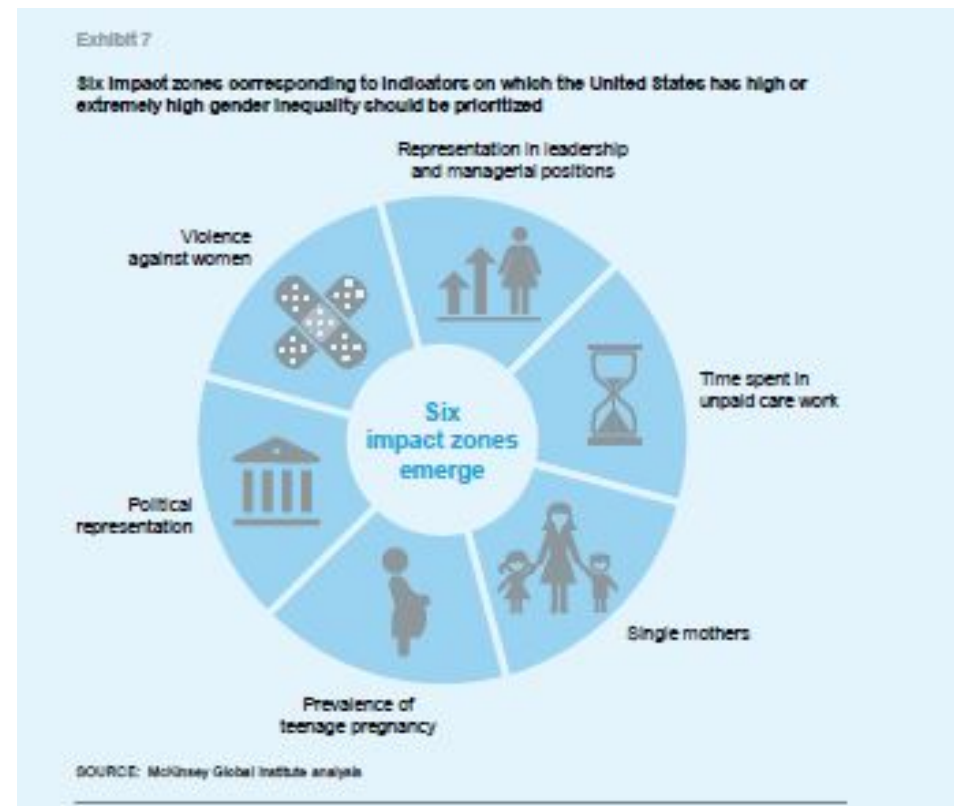 Exhibit 7
Six impact zones corresponding to indicators on which the United States has high or
extremely high gender inequality should be prioritized
Representation in leadership
and managerial positions
Violence
against women
Time spent in
unpaid care work
Six
impact zones
emerge
Political
representation
Single mothers
Prevalence of
teenage pregnancy
SOURCE: McKinsey Global Institute analysis